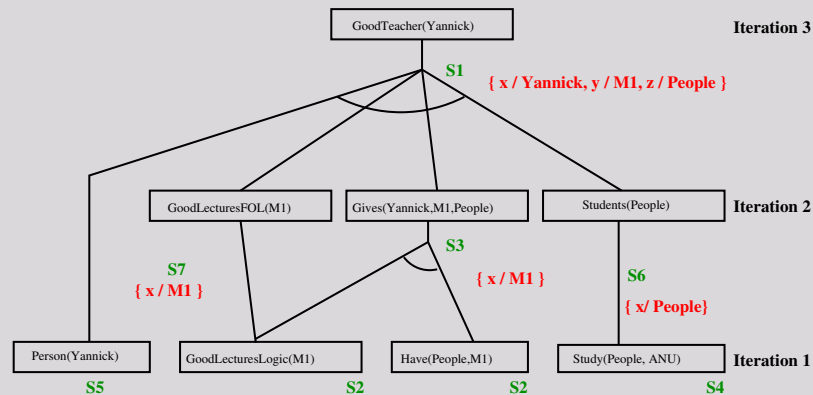 GoodTeacher(Yannick)
Iteration 3
S1
{ x / Yannick, y / M1, z / People }
GoodLecturesFOL(M1)
Gives(Yannick,M1,People)
Students(People)
Iteration 2
S7
{ x / M1 }
S3
{ x / M1 }
S6
{ x/ People}
Person(Yannick)
GoodLecturesLogic(M1)
Have(People,M1)
Study(People, ANU)
Iteration 1
S5
S2
S2
S4